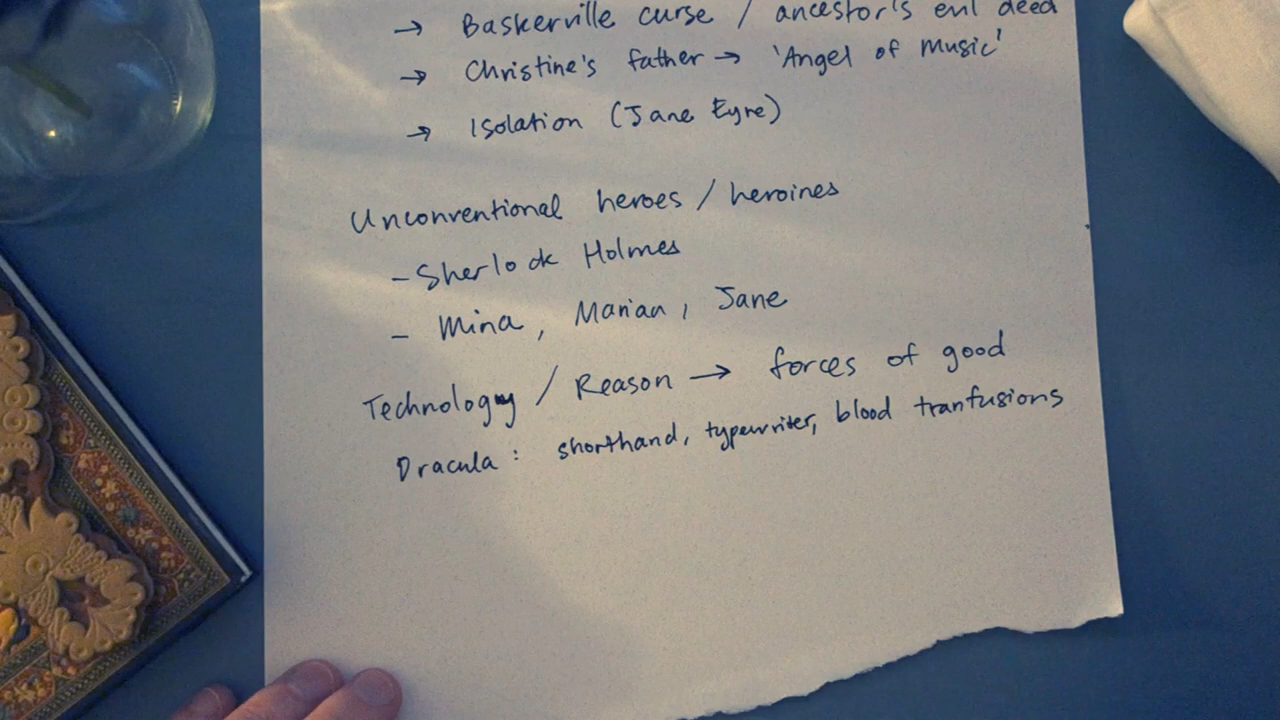 → Baskerville curse / ancestor's evil deed
→ Christine's father → 'Angel of Music'
→ Isolation (Jane Eyre)
Unconventional heroes / heroines
- Sherlock Holmes
- Mina, Marian, Jane
Technology / Reason → forces of good
Dracula: shorthand, typewriter, blood tranfusions